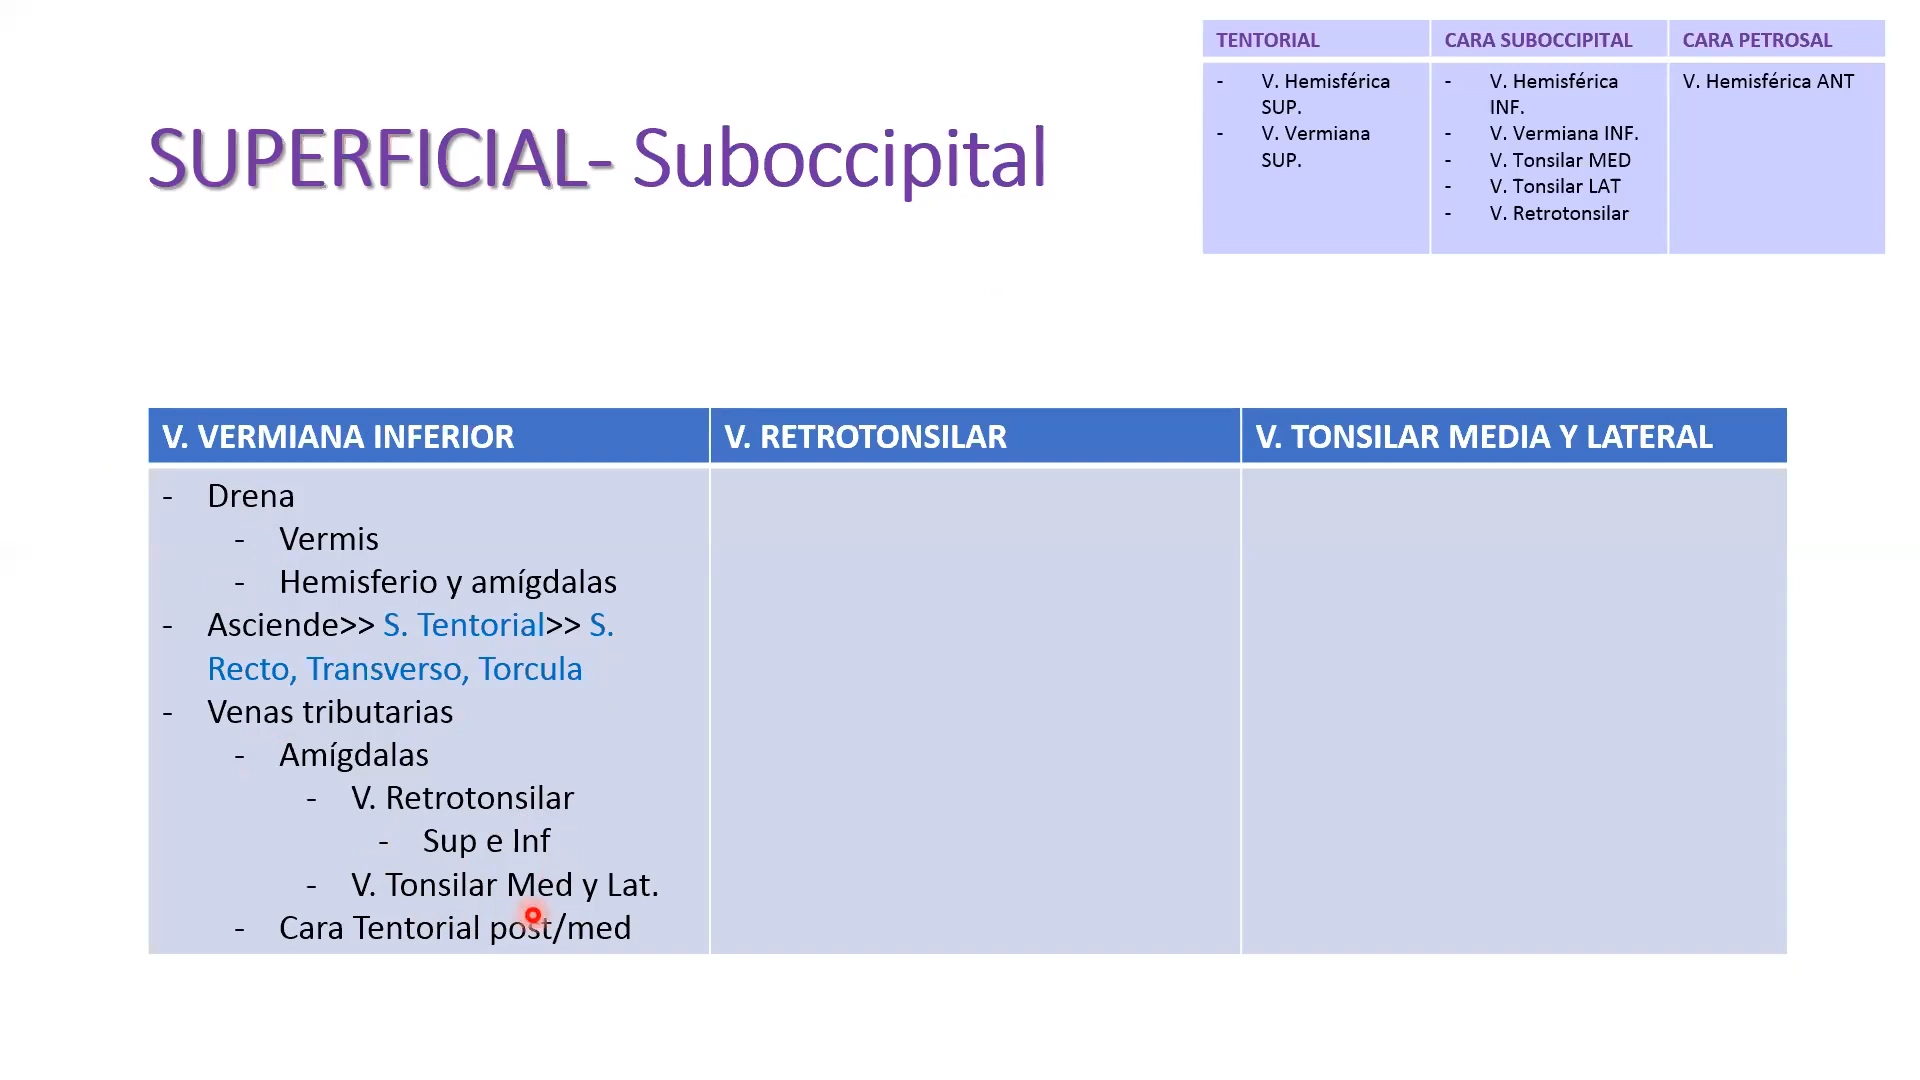 SUPERFICIAL- Suboccipital
TENTORIAL
- V. Hemisférica
SUP.
- V. Vermiana
SUP.
CARA SUBOCCIPITAL
- V. Hemisférica
INF.
- V. Vermiana INF.
- V. Tonsilar MED
- V. Tonsilar LAT
- V. Retrotonsilar
CARA PETROSAL
V. Hemisférica ANT
V. VERMIANA INFERIOR
- Drena
- Vermis
- Hemisferio y amígdalas
- Asciende>> S. Tentorial>> S.
Recto, Transverso, Torcula
- Venas tributarias
- Amígdalas
- V. Retrotonsilar
- Sup e Inf
- V. Tonsilar Med y Lat.
- Cara Tentorial post/med
V. RETROTONSILAR
V. TONSILAR MEDIA Y LATERAL